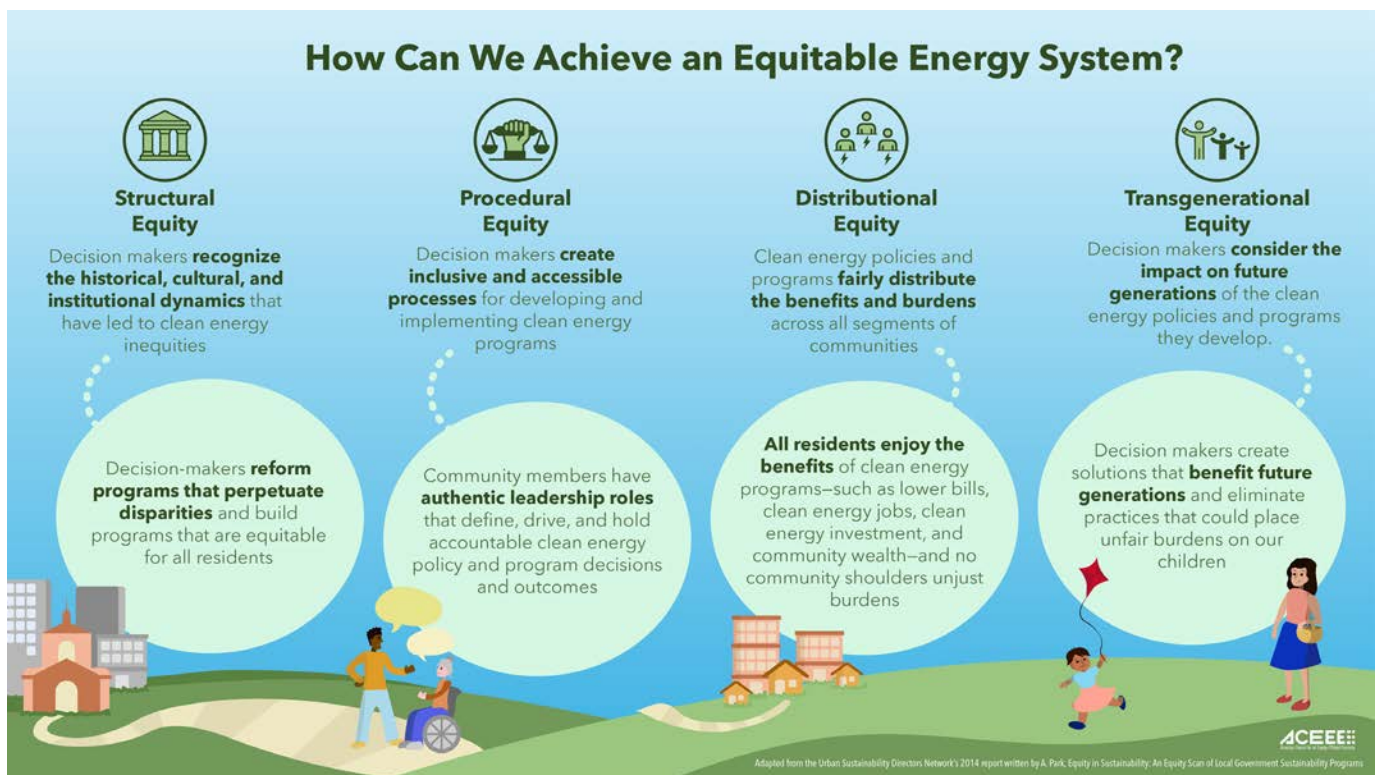 How Can We Achieve an Equitable Energy System?
Structural
Equity
Decision makers recognize
the historical, cultural, and
institutional dynamics that
have led to clean energy
inequities
Decision-makers reform
programs that perpetuate
disparities and build
programs that are equitable
for all residents
Procedural
Equity
Decision makers create
inclusive and accessible
processes for developing and
implementing clean energy
programs
Community members have
authentic leadership roles
that define, drive, and hold
accountable clean energy
policy and program decisions
and outcomes
Distributional
Equity
Clean energy policies and
programs fairly distribute
the benefits and burdens
across all segments of
communities
All residents enjoy the
benefits of clean energy
programs—such as lower bills,
clean energy jobs, clean
energy investment, and
community wealth—and no
community shoulders unjust
burdens
Transgenerational
Equity
Decision makers consider the
impact on future
generations of the clean
energy policies and programs
they develop.
Decision makers create
solutions that benefit future
generations and eliminate
practices that could place
unfair burdens on our
children
ACEEE
Adapted from the Urban Sustainability Directors Network's 2014 report written by A. Park, Equity in Sustainability: An Equity Scan of Local Government Sustainability Programs